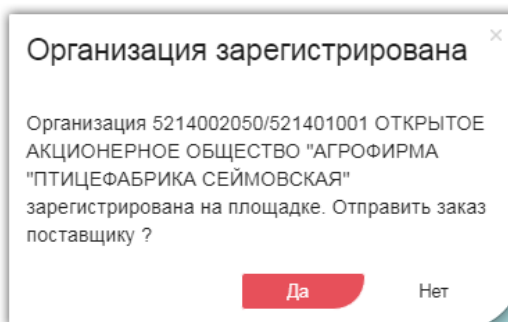 Организация зарегистрирована
×
Организация 5214002050/521401001 ОТКРЫТОЕ
АКЦИОНЕРНОЕ ОБЩЕСТВО "АГРОФИРМА
"ПТИЦЕФАБРИКА СЕЙМОВСКАЯ"
зарегистрирована на площадке. Отправить заказ
поставщику ?
Да Нет